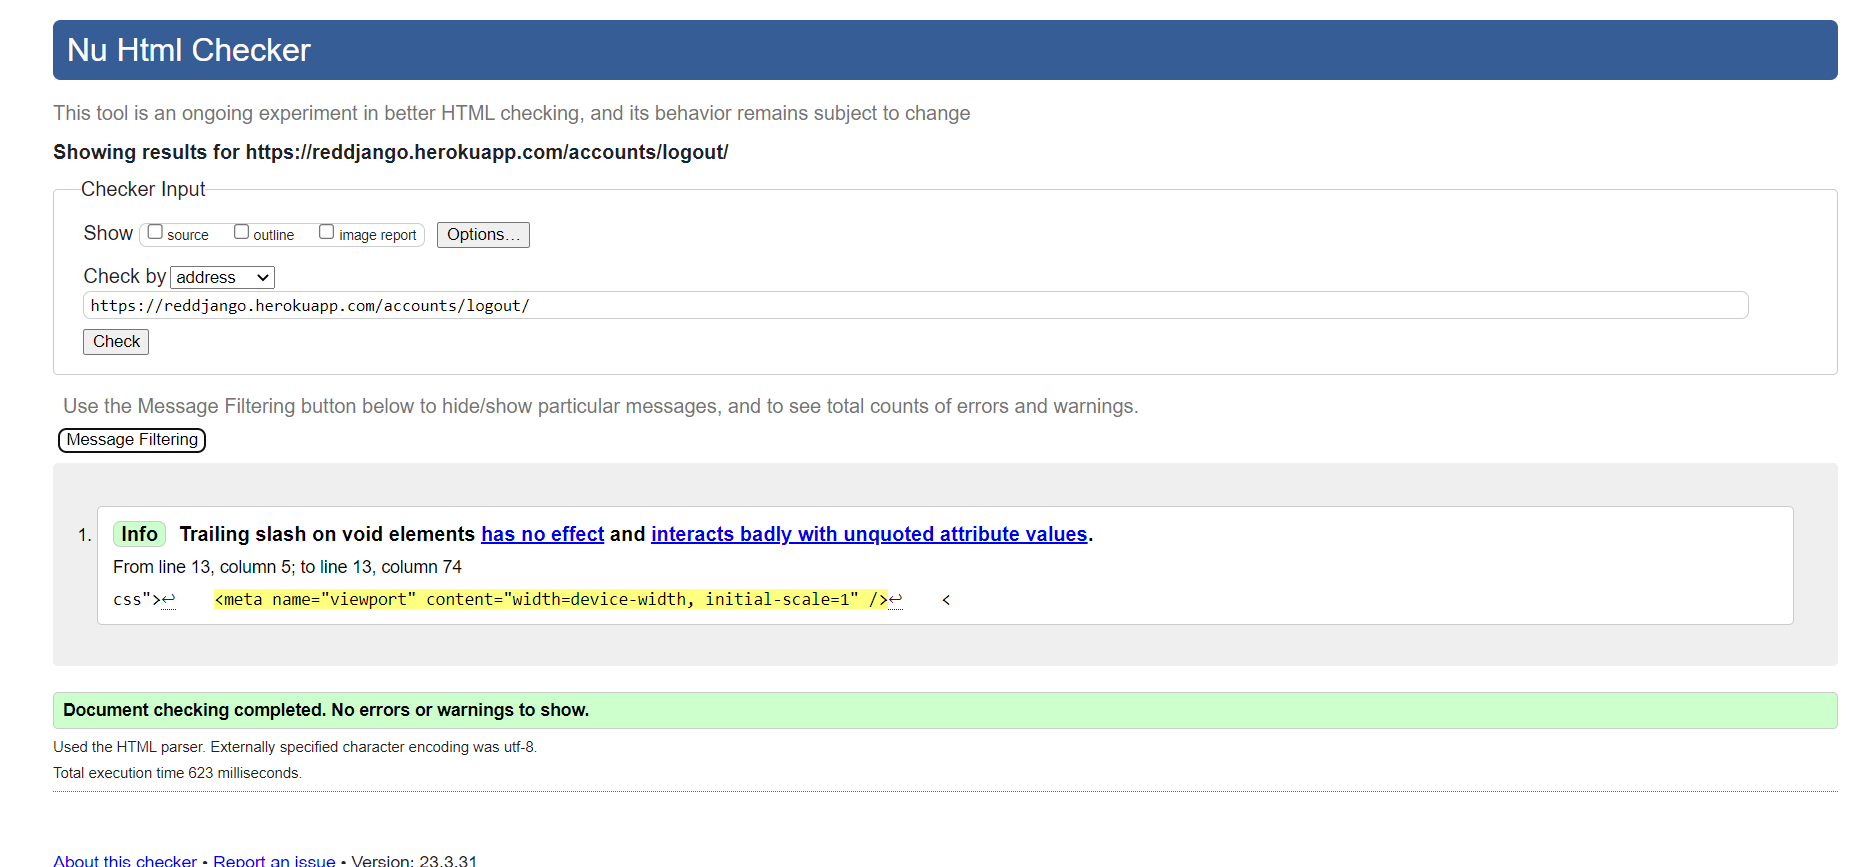 Nu Html Checker
This tool is an ongoing experiment in better HTML checking, and its behavior remains subject to change
Showing results for https://reddjango.herokuapp.com/accounts/logout/
Checker Input
Show source outline image report Options...
Check by address
https://reddjango.herokuapp.com/accounts/logout/
Check
Use the Message Filtering button below to hide/show particular messages, and to see total counts of errors and warnings.
Message Filtering
1. Info Trailing slash on void elements has no effect and interacts badly with unquoted attribute values.
From line 13, column 5; to line 13, column 74
css">↩ <meta name="viewport" content="width=device-width, initial-scale=1" />↩ <
Document checking completed. No errors or warnings to show.
Used the HTML parser. Externally specified character encoding was utf-8.
Total execution time 623 milliseconds.
About this checker • Report an issue • Version: 23.3.31